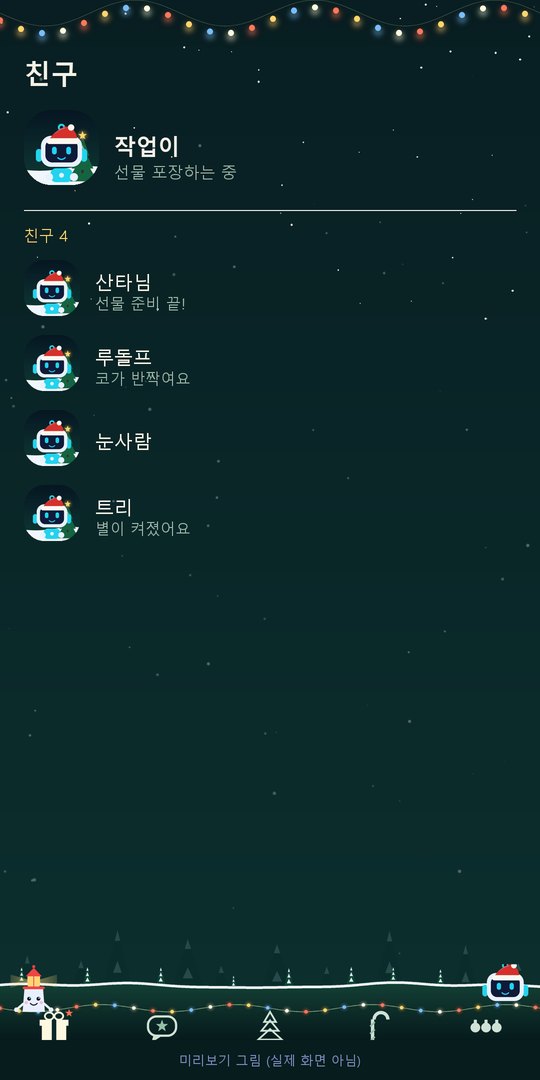 친구
작업이
선물 포장하는 중
친구 4
산타님
선물 준비 끝!
루돌프
코가 반짝여요
눈사람
트리
별이 켜졌어요
미리보기 그림 (실제 화면 아님)